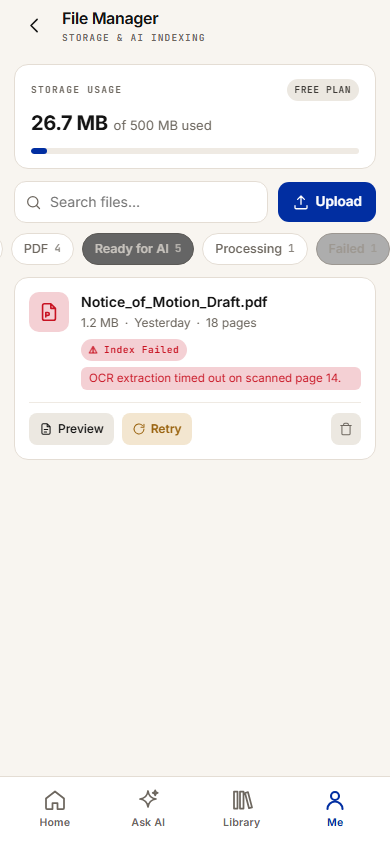 File Manager
STORAGE & AI INDEXING
STORAGE USAGE
FREE PLAN
26.7 MB of 500 MB used
Search files...
Upload
PDF 4
Ready for AI 5
Processing 1
Failed 1
Notice_of_Motion_Draft.pdf
1.2 MB · Yesterday · 18 pages
Index Failed
OCR extraction timed out on scanned page 14.
Preview
Retry
Home
Ask AI
Library
Me